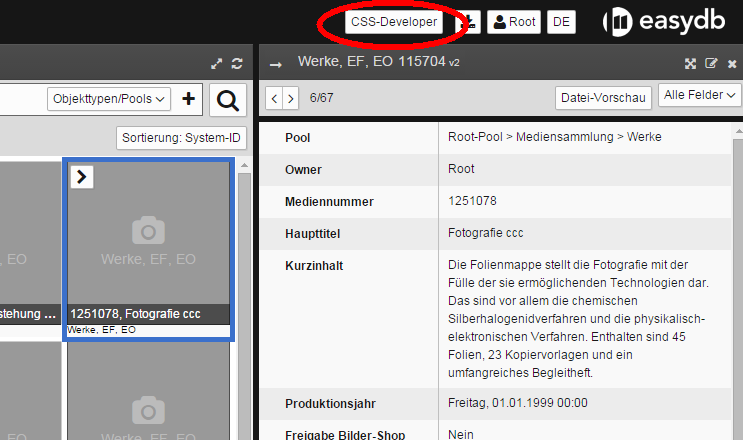 CSS-Developer
Root
DE
easydb
Werke, EF, EO 115704 v2
Objekttypen/Pools
6/67
Datei-Vorschau
Alle Felder
Sortierung: System-ID
Pool
Root-Pool > Mediensammlung > Werke
Owner
Root
Mediennummer
1251078
Haupttitel
Fotografie ccc
Kurzinhalt
Die Folienmappe stellt die Fotografie mit der
Fülle der sie ermöglichenden Technologien dar.
Das sind vor allem die chemischen
Silberhalogenidverfahren und die physikalisch-
elektronischen Verfahren. Enthalten sind 45
Folien, 23 Kopiervorlagen und ein
umfangreiches Begleitheft.
Produktionsjahr
Freitag, 01.01.1999 00:00
Freigabe Bilder-Shop
Nein
, EO
Werke, EF, EO
stehung ...
1251078, Fotografie ccc
Werke, EF, EO
, EO
Werke, EF, EO